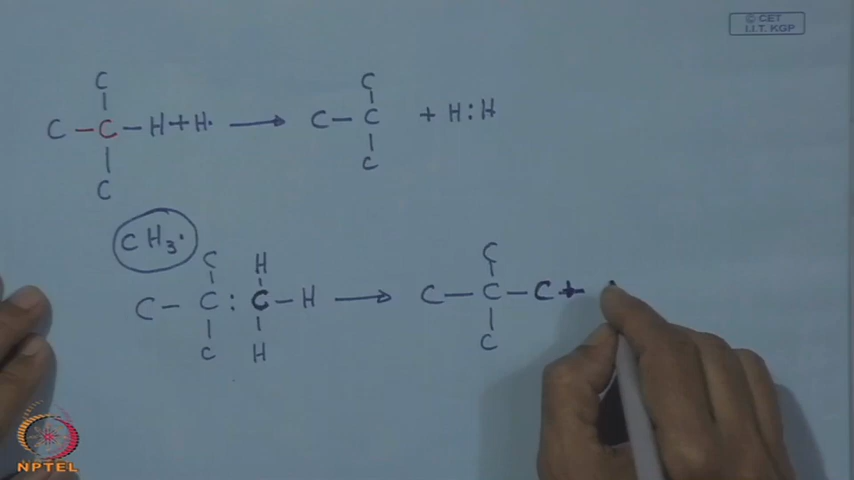 © CET
I.I.T. KGP
C
C
C – C – H + H· → C – C + H : H
C
C
CH₃·
C H C
C – C : C – H → C – C – C +
C H C
NPTEL